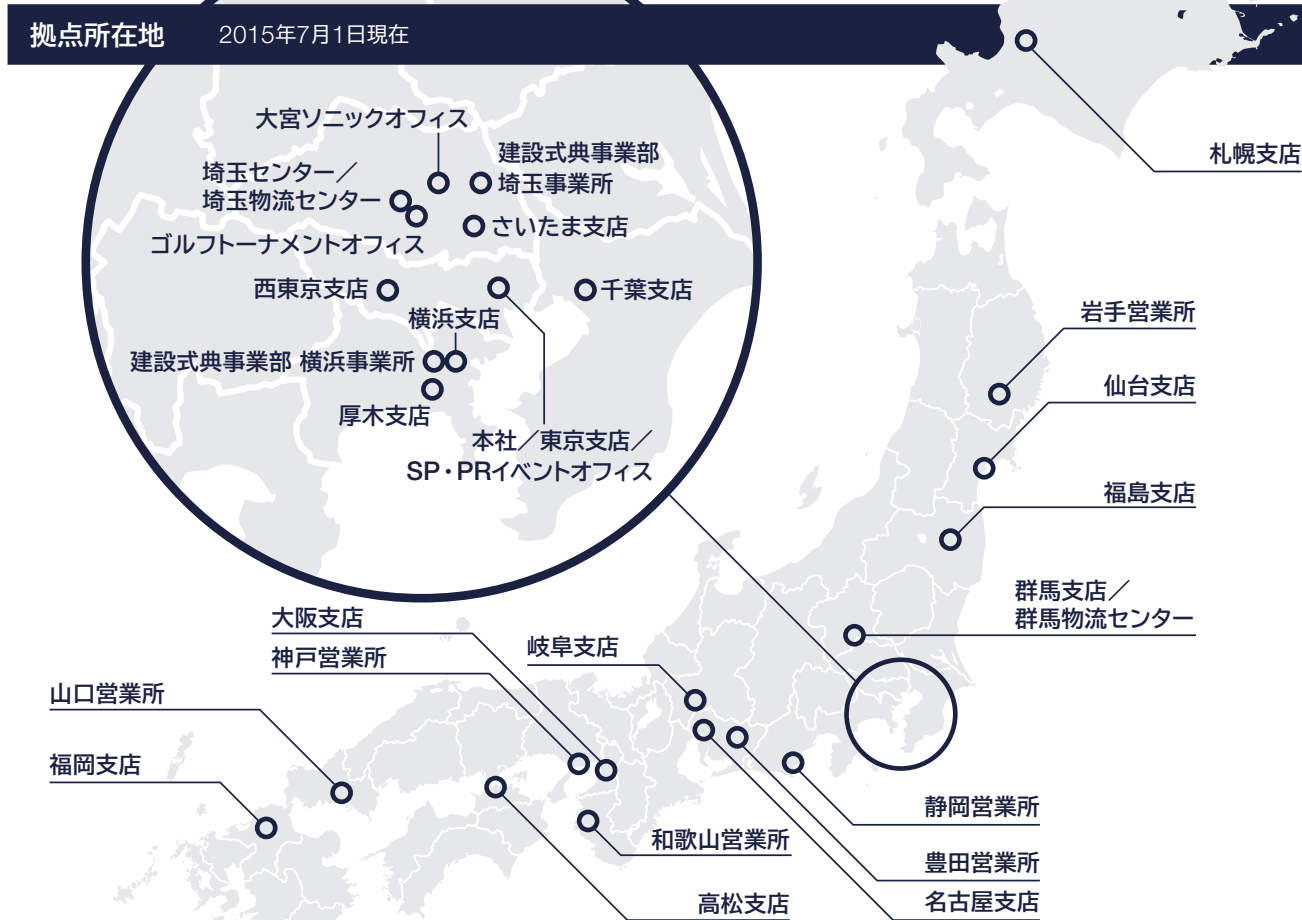 拠点所在地 2015年7月1日現在
大宮ソニックオフィス
建設式典事業部
埼玉事業所
埼玉センター／
埼玉物流センター
さいたま支店
ゴルフトーナメントオフィス
西東京支店
千葉支店
横浜支店
建設式典事業部 横浜事業所
厚木支店
本社／東京支店／
SP・PRイベントオフィス
札幌支店
岩手営業所
仙台支店
福島支店
群馬支店／
群馬物流センター
大阪支店
神戸営業所
岐阜支店
山口営業所
福岡支店
静岡営業所
和歌山営業所
豊田営業所
高松支店
名古屋支店